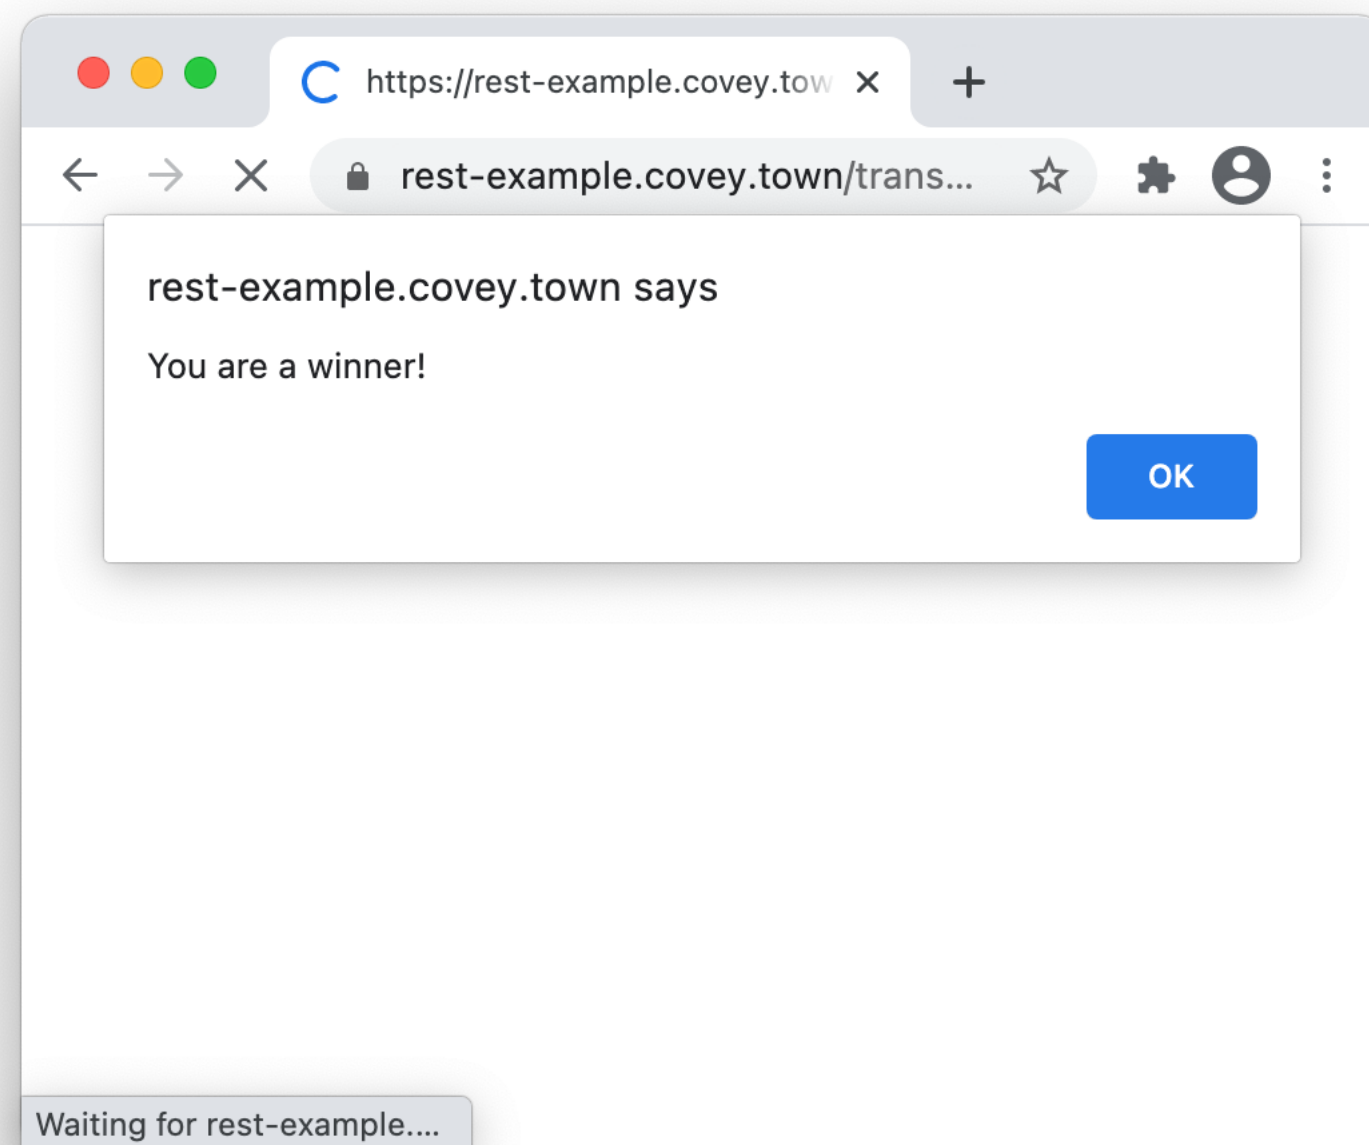 https://rest-example.covey.tow
rest-example.covey.town/trans...
rest-example.covey.town says
You are a winner!
OK
Waiting for rest-example....